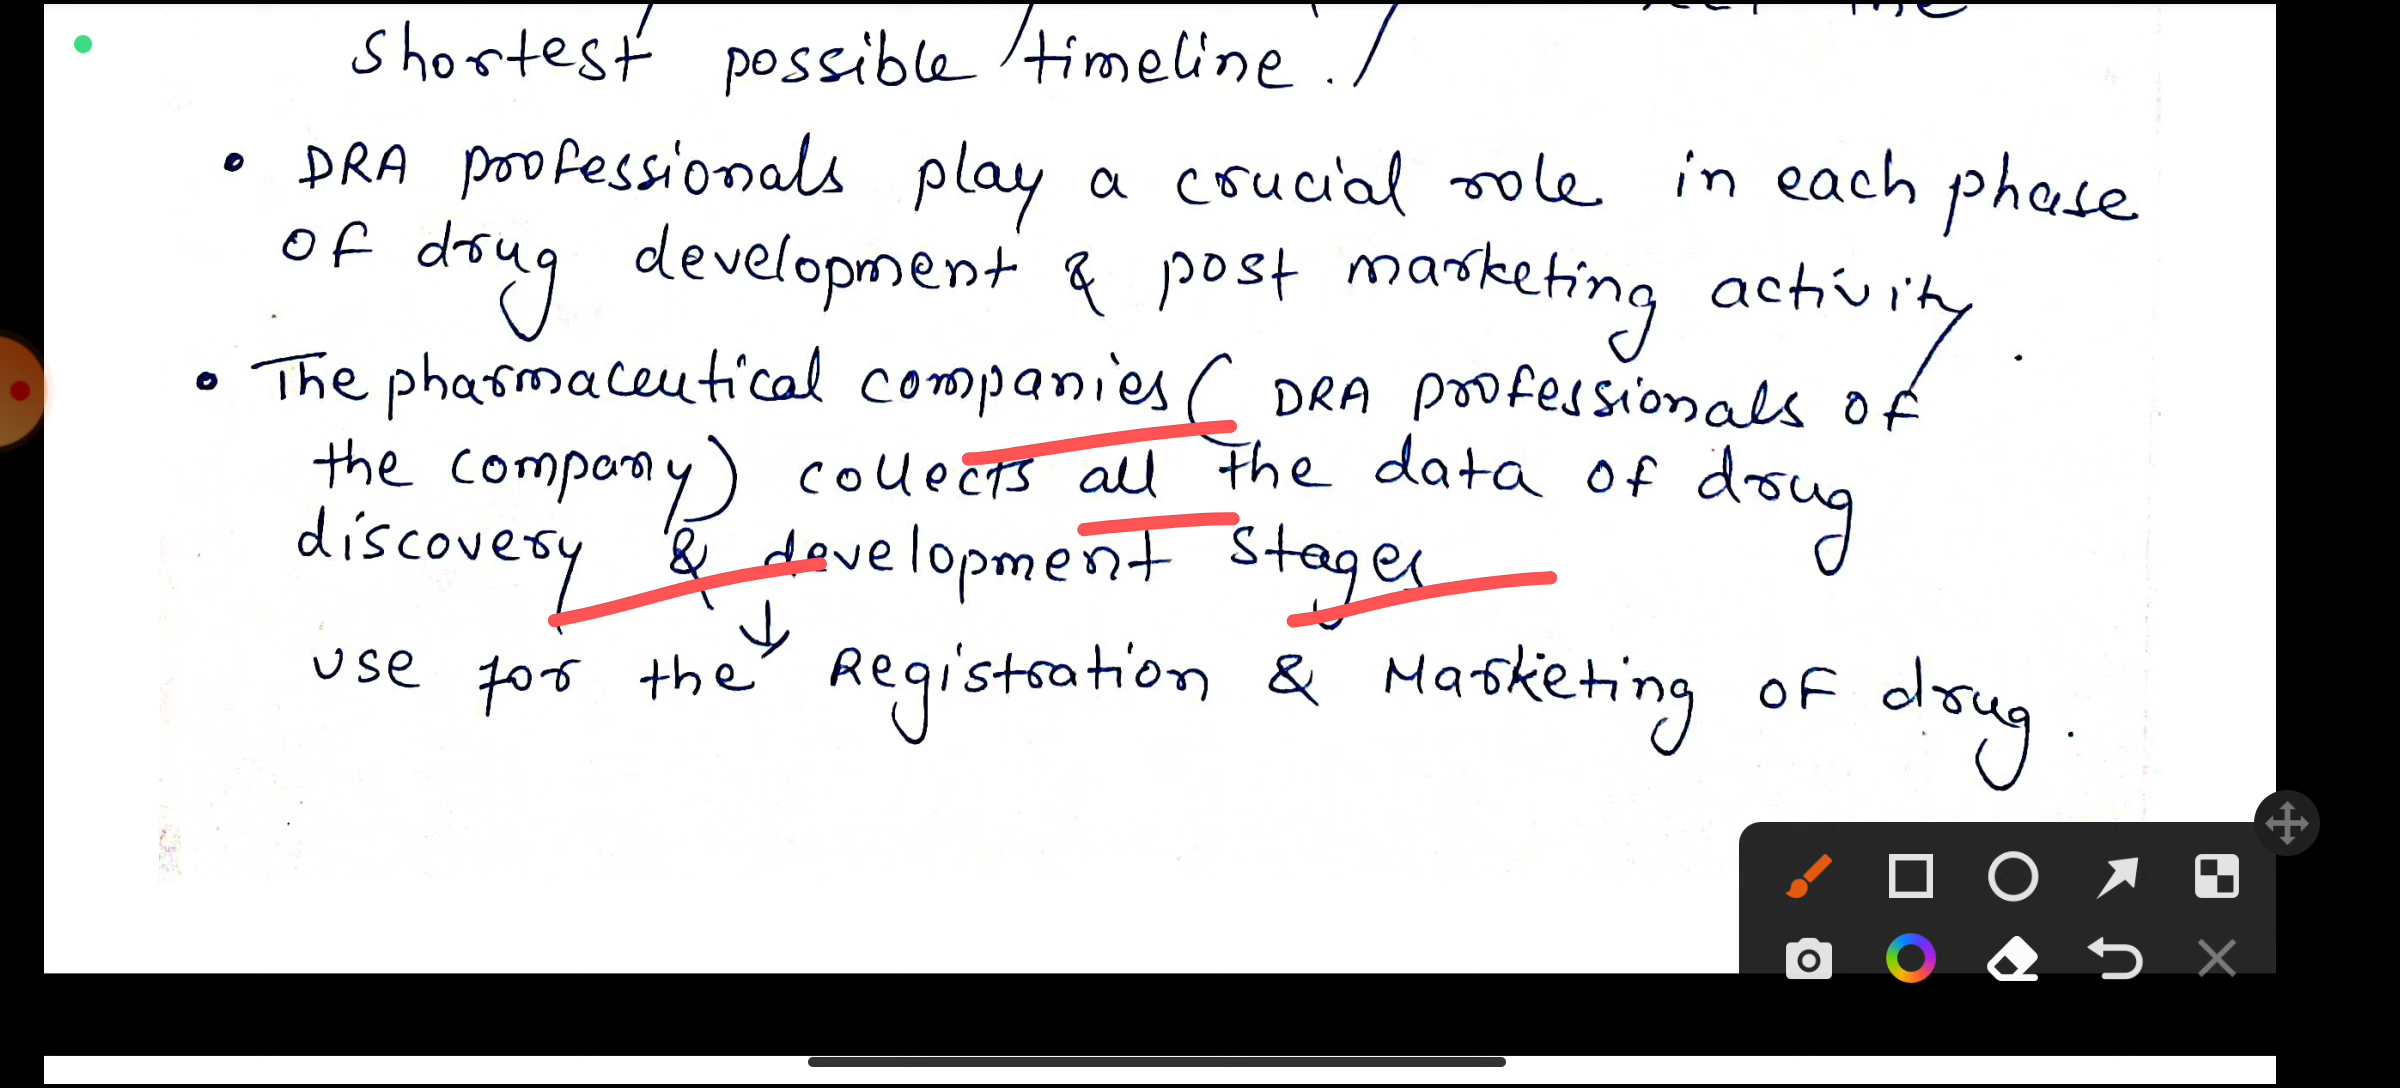 shortest possible timeline.
• DRA professionals play a crucial role in each phase
of drug development & post marketing activity.
• The pharmaceutical companies (DRA professionals of
the company) collects all the data of drug
discovery & development stages
↓
use for the Registration & Marketing of drug.